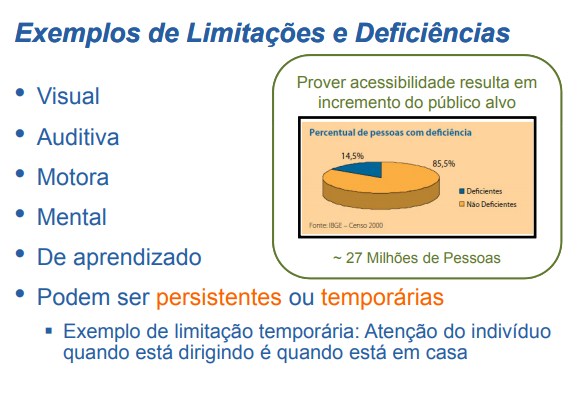 Exemplos de Limitações e Deficiências
• Visual
• Auditiva
• Motora
• Mental
• De aprendizado
• Podem ser persistentes ou temporárias
▪ Exemplo de limitação temporária: Atenção do indivíduo
quando está dirigindo é quando está em casa
Prover acessibilidade resulta em
incremento do público alvo
Percentual de pessoas com deficiência
14,5%
85,5%
Deficientes
Não Deficientes
Fonte: IBGE – Censo 2000
~ 27 Milhões de Pessoas